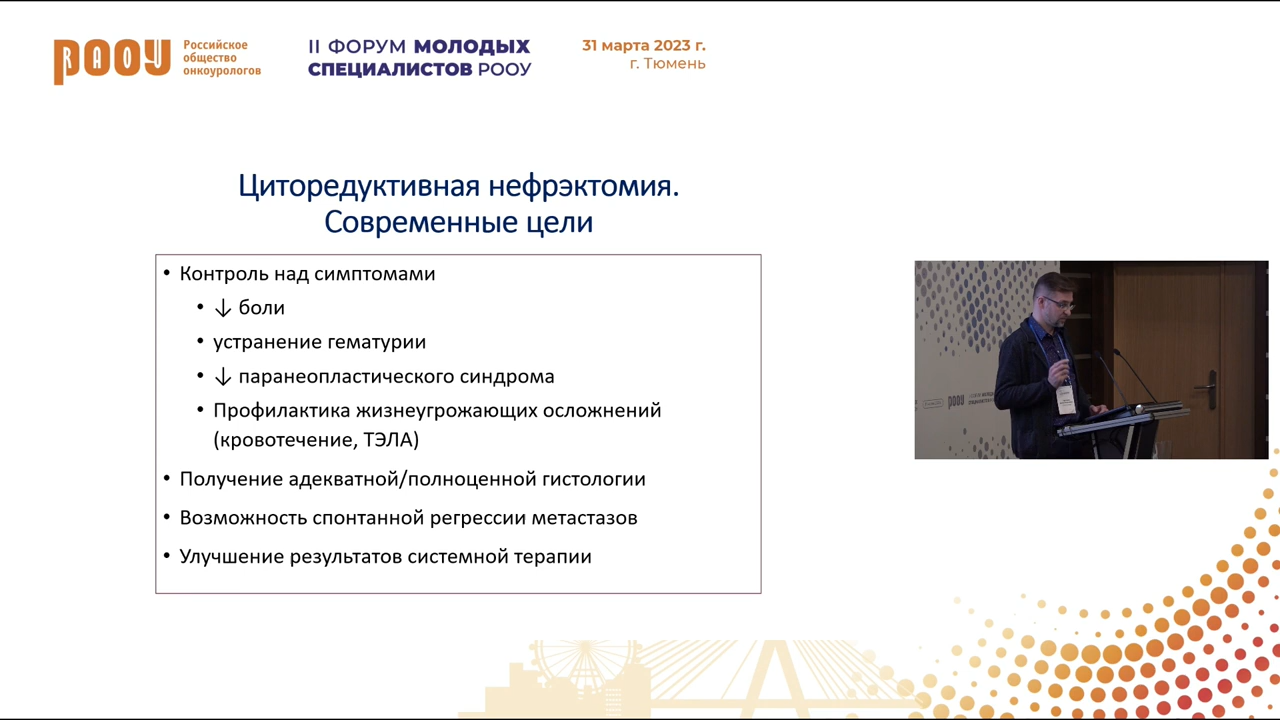 РООУ
RAOU
Российское
общество
онкоурологов
II ФОРУМ МОЛОДЫХ
СПЕЦИАЛИСТОВ РООУ
31 марта 2023 г.
г. Тюмень
Циторедуктивная нефрэктомия.
Современные цели
• Контроль над симптомами
• ↓ боли
• устранение гематурии
• ↓ паранеопластического синдрома
• Профилактика жизнеугрожающих осложнений
(кровотечение, ТЭЛА)
• Получение адекватной/полноценной гистологии
• Возможность спонтанной регрессии метастазов
• Улучшение результатов системной терапии
РООУ